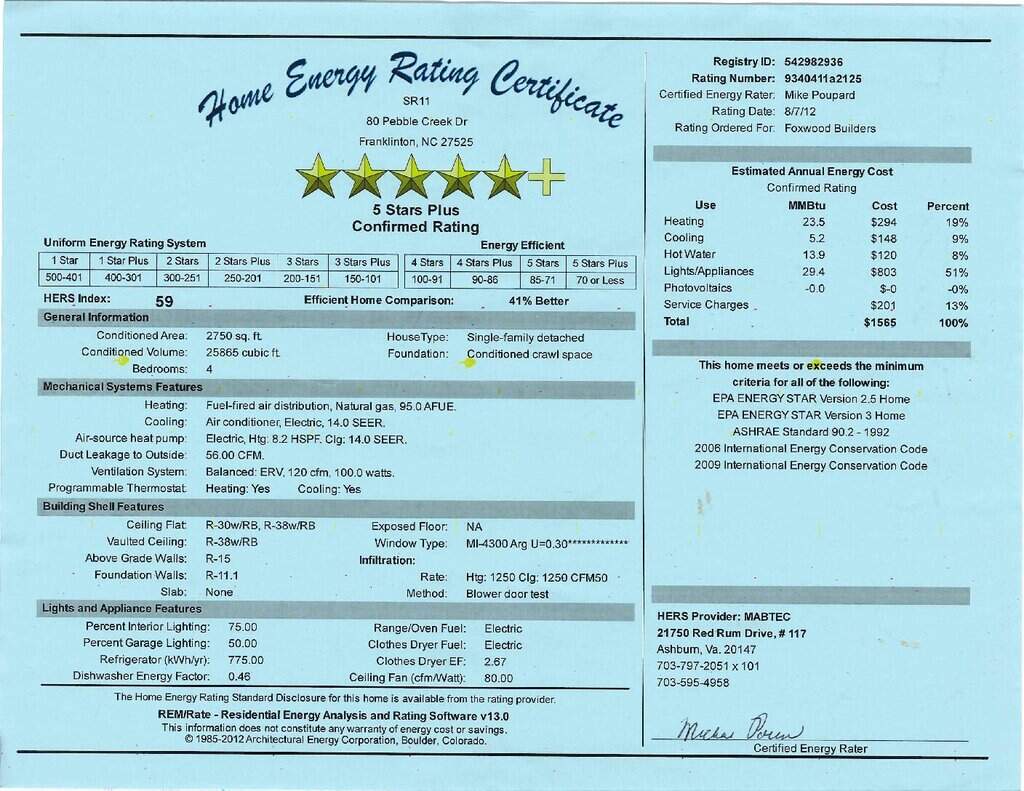 Home Energy Rating Certificate
SR11
80 Pebble Creek Dr
Franklinton, NC 27525
5 Stars Plus
Confirmed Rating
Uniform Energy Rating System Energy Efficient
1 Star 1 Star Plus 2 Stars 2 Stars Plus 3 Stars 3 Stars Plus 4 Stars 4 Stars Plus 5 Stars 5 Stars Plus
500-401 400-301 300-251 250-201 200-151 150-101 100-91 90-86 85-71 70 or Less
HERS Index: 59 Efficient Home Comparison: 41% Better
General Information
Conditioned Area: 2750 sq. ft. HouseType: Single-family detached
Conditioned Volume: 25865 cubic ft. Foundation: Conditioned crawl space
Bedrooms: 4
Mechanical Systems Features
Heating: Fuel-fired air distribution, Natural gas, 95.0 AFUE.
Cooling: Air conditioner, Electric, 14.0 SEER.
Air-source heat pump: Electric, Htg: 8.2 HSPF. Clg: 14.0 SEER.
Duct Leakage to Outside: 56.00 CFM.
Ventilation System: Balanced: ERV, 120 cfm, 100.0 watts.
Programmable Thermostat: Heating: Yes Cooling: Yes
Building Shell Features
Ceiling Flat: R-30w/RB, R-38w/RB Exposed Floor: NA
Vaulted Ceiling: R-38w/RB Window Type: MI-4300 Arg U=0.30*************
Above Grade Walls: R-15 Infiltration:
Foundation Walls: R-11.1 Rate: Htg: 1250 Clg: 1250 CFM50
Slab: None Method: Blower door test
Lights and Appliance Features
Percent Interior Lighting: 75.00 Range/Oven Fuel: Electric
Percent Garage Lighting: 50.00 Clothes Dryer Fuel: Electric
Refrigerator (kWh/yr): 775.00 Clothes Dryer EF: 2.67
Dishwasher Energy Factor: 0.46 Ceiling Fan (cfm/Watt): 80.00
The Home Energy Rating Standard Disclosure for this home is available from the rating provider.
REM/Rate - Residential Energy Analysis and Rating Software v13.0
This information does not constitute any warranty of energy cost or savings.
© 1985-2012 Architectural Energy Corporation, Boulder, Colorado.
Registry ID: 542982936
Rating Number: 9340411a2125
Certified Energy Rater: Mike Poupard
Rating Date: 8/7/12
Rating Ordered For: Foxwood Builders
Estimated Annual Energy Cost
Confirmed Rating
Use MMBtu Cost Percent
Heating 23.5 $294 19%
Cooling 5.2 $148 9%
Hot Water 13.9 $120 8%
Lights/Appliances 29.4 $803 51%
Photovoltaics -0.0 $-0 -0%
Service Charges $201 13%
Total $1565 100%
This home meets or exceeds the minimum
criteria for all of the following:
EPA ENERGY STAR Version 2.5 Home
EPA ENERGY STAR Version 3 Home
ASHRAE Standard 90.2 - 1992
2006 International Energy Conservation Code
2009 International Energy Conservation Code
HERS Provider: MABTEC
21750 Red Rum Drive, # 117
Ashburn, Va. 20147
703-797-2051 x 101
703-595-4958
Certified Energy Rater